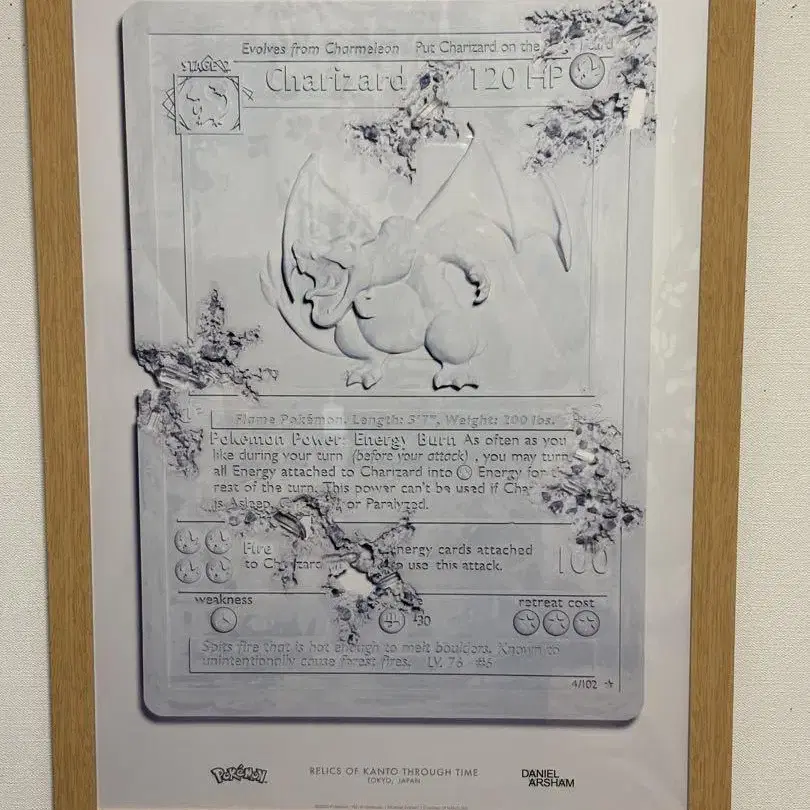 Evolves from Charmeleon Put Charizard on the
STAGE 2
Charizard 120 HP
Flame Pokémon. Length: 5'7", Weight: 200 lbs.
Pokémon Power: Energy Burn As often as you
like during your turn (before your attack), you may turn
all Energy attached to Charizard into Energy for
rest of the turn. This power can't be used if
is Asleep, or Paralyzed.
Fire Energy cards attached
to use this attack.
100
weakness
-30
retreat cost
Spits fire that is hot enough to melt boulders. Known to
unintentionally cause forest fires. LV. 76 #6
4/102
POKéMON
RELICS OF KANTO THROUGH TIME
TOKYO, JAPAN
DANIEL
ARSHAM